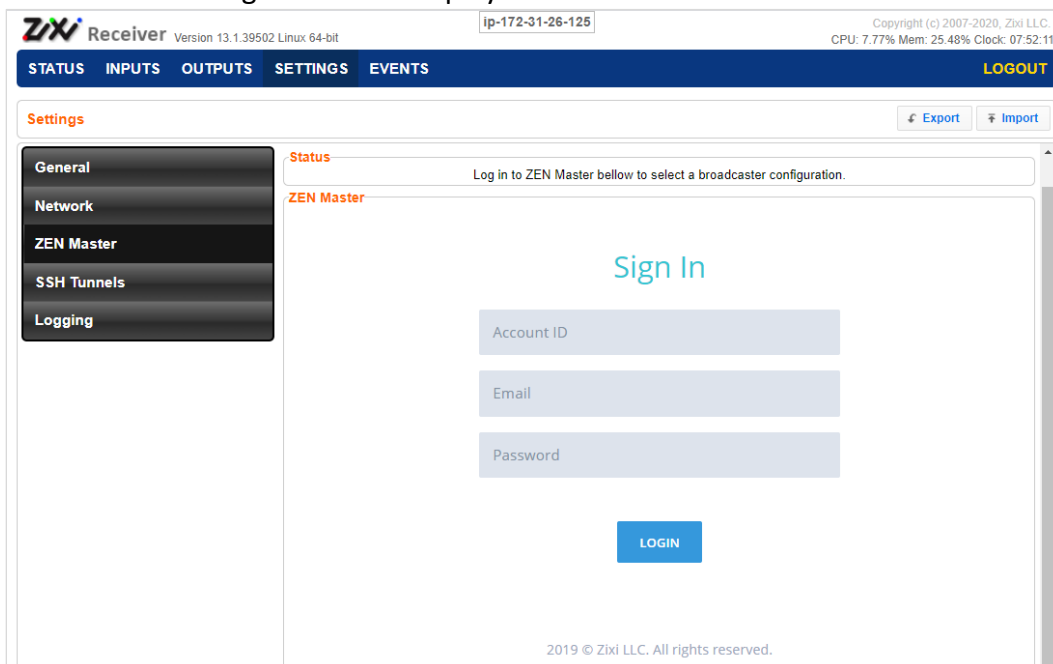 ZiXi Receiver Version 13.1.39502 Linux 64-bit
ip-172-31-26-125
Copyright (c) 2007-2020, Zixi LLC.
CPU: 7.77% Mem: 25.48% Clock: 07:52:11
STATUS INPUTS OUTPUTS SETTINGS EVENTS LOGOUT
Settings Export Import
General
Network
ZEN Master
SSH Tunnels
Logging
Status
Log in to ZEN Master bellow to select a broadcaster configuration.
ZEN Master
Sign In
Account ID
Email
Password
LOGIN
2019 © Zixi LLC. All rights reserved.